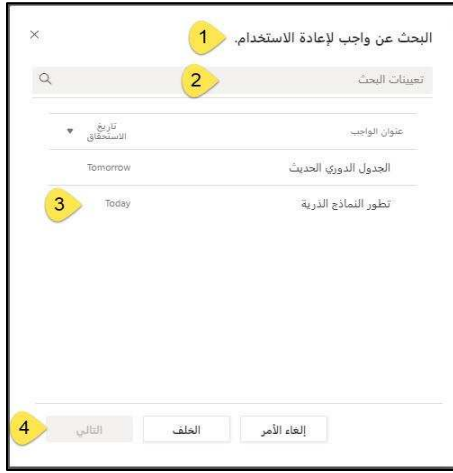 البحث عن واجب لإعادة الاستخدام.
1
تعيينات البحث
2
عنوان الواجب
تاريخ الاستحقاق
الجدول الدوري الحديث
Tomorrow
تطور النماذج الذرية
Today
3
إلغاء الأمر
الخلف
التالي
4